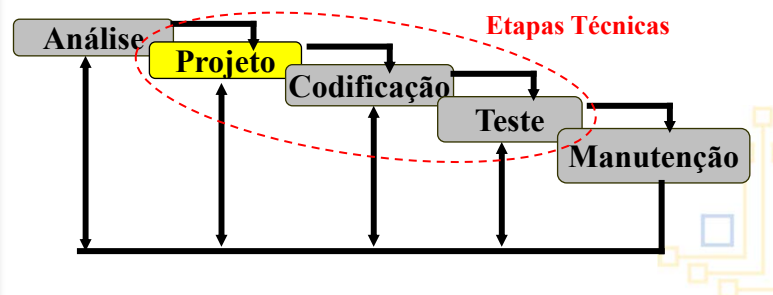 Etapas Técnicas
Análise
Projeto
Codificação
Teste
Manutenção